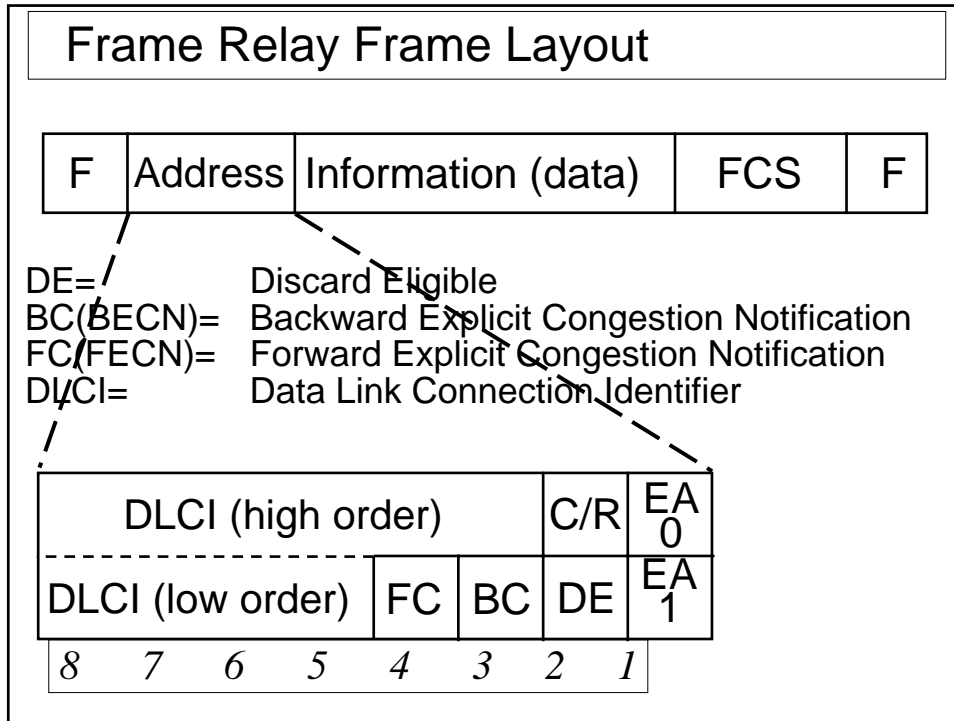 Frame Relay Frame Layout
F Address Information (data) FCS F
DE= Discard Eligible
BC(BECN)= Backward Explicit Congestion Notification
FC(FECN)= Forward Explicit Congestion Notification
DLCI= Data Link Connection Identifier
DLCI (high order) C/R EA 0
DLCI (low order) FC BC DE EA 1
8 7 6 5 4 3 2 1